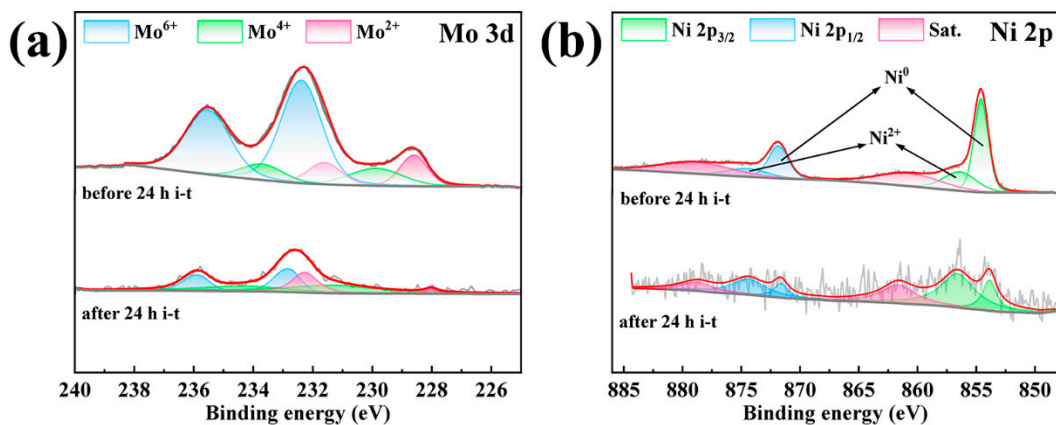 (a)
Mo⁶⁺ Mo⁴⁺ Mo²⁺ Mo 3d
before 24 h i-t
after 24 h i-t
240 238 236 234 232 230 228 226
Binding energy (eV)
(b)
Ni 2p₃/₂ Ni 2p₁/₂ Sat. Ni 2p
Ni⁰
Ni²⁺
before 24 h i-t
after 24 h i-t
885 880 875 870 865 860 855 850
Binding energy (eV)